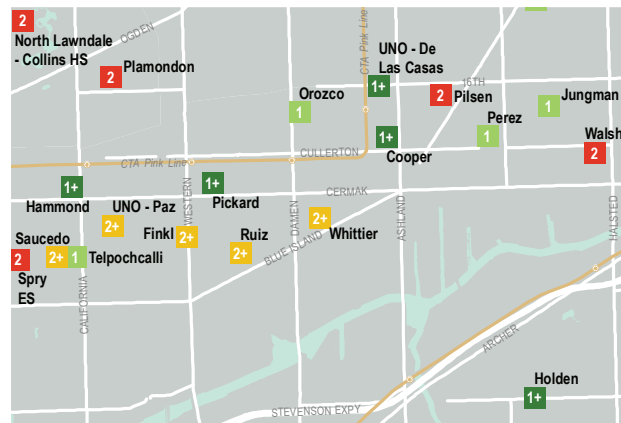 2
North Lawndale
- Collins HS
OGDEN
2
Plamondon
CTA Pink Line
UNO - De
Las Casas
1+
16TH
2
Pilsen
Orozco
1
Jungman
1
Perez
1
Walsh
2
1+
Cooper
CULLERTON
CTA Pink Line
1+
Hammond
UNO - Paz
2+
WESTERN
1+
Pickard
CERMAK
DAMEN
2+
Whittier
ASHLAND
HALSTED
Finkl
2+
Ruiz
2+
BLUE ISLAND
Saucedo
2
2+
1
Telpochcalli
Spry
ES
CALIFORNIA
ARCHER
Holden
1+
STEVENSON EXPY